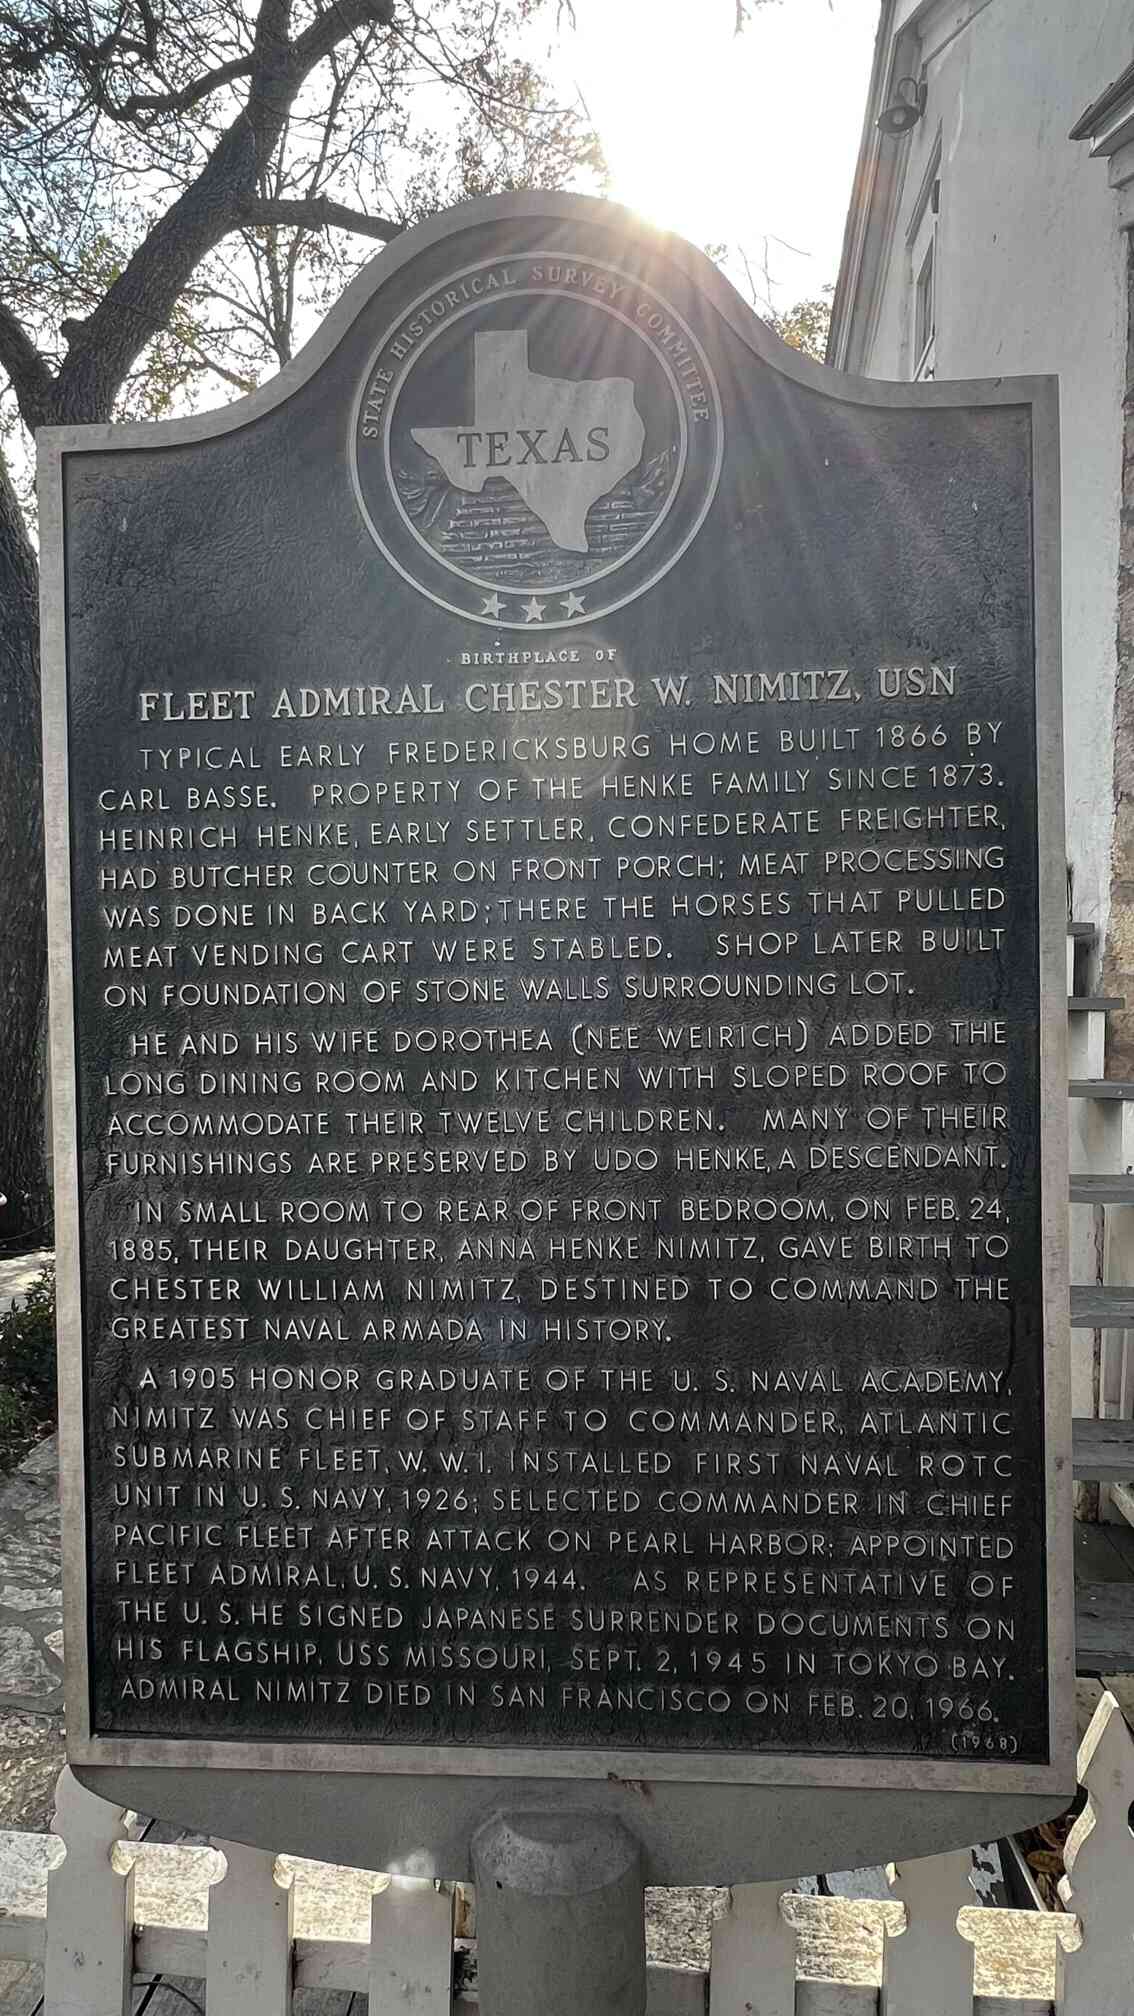 STATE HISTORICAL SURVEY COMMITTEE
TEXAS
BIRTHPLACE OF
FLEET ADMIRAL CHESTER W. NIMITZ, USN
TYPICAL EARLY FREDERICKSBURG HOME BUILT 1866 BY
CARL BASSE. PROPERTY OF THE HENKE FAMILY SINCE 1873.
HEINRICH HENKE, EARLY SETTLER, CONFEDERATE FREIGHTER,
HAD BUTCHER COUNTER ON FRONT PORCH; MEAT PROCESSING
WAS DONE IN BACK YARD; THERE THE HORSES THAT PULLED
MEAT VENDING CART WERE STABLED. SHOP LATER BUILT
ON FOUNDATION OF STONE WALLS SURROUNDING LOT.
HE AND HIS WIFE DOROTHEA (NEE WEIRICH) ADDED THE
LONG DINING ROOM AND KITCHEN WITH SLOPED ROOF TO
ACCOMMODATE THEIR TWELVE CHILDREN. MANY OF THEIR
FURNISHINGS ARE PRESERVED BY UDO HENKE, A DESCENDANT.
IN SMALL ROOM TO REAR OF FRONT BEDROOM, ON FEB. 24,
1885, THEIR DAUGHTER, ANNA HENKE NIMITZ, GAVE BIRTH TO
CHESTER WILLIAM NIMITZ, DESTINED TO COMMAND THE
GREATEST NAVAL ARMADA IN HISTORY.
A 1905 HONOR GRADUATE OF THE U. S. NAVAL ACADEMY,
NIMITZ WAS CHIEF OF STAFF TO COMMANDER, ATLANTIC
SUBMARINE FLEET, W. W. I. INSTALLED FIRST NAVAL ROTC
UNIT IN U. S. NAVY, 1926; SELECTED COMMANDER IN CHIEF
PACIFIC FLEET AFTER ATTACK ON PEARL HARBOR; APPOINTED
FLEET ADMIRAL, U. S. NAVY, 1944. AS REPRESENTATIVE OF
THE U. S. HE SIGNED JAPANESE SURRENDER DOCUMENTS ON
HIS FLAGSHIP, USS MISSOURI, SEPT. 2, 1945 IN TOKYO BAY.
ADMIRAL NIMITZ DIED IN SAN FRANCISCO ON FEB. 20, 1966.
(1968)